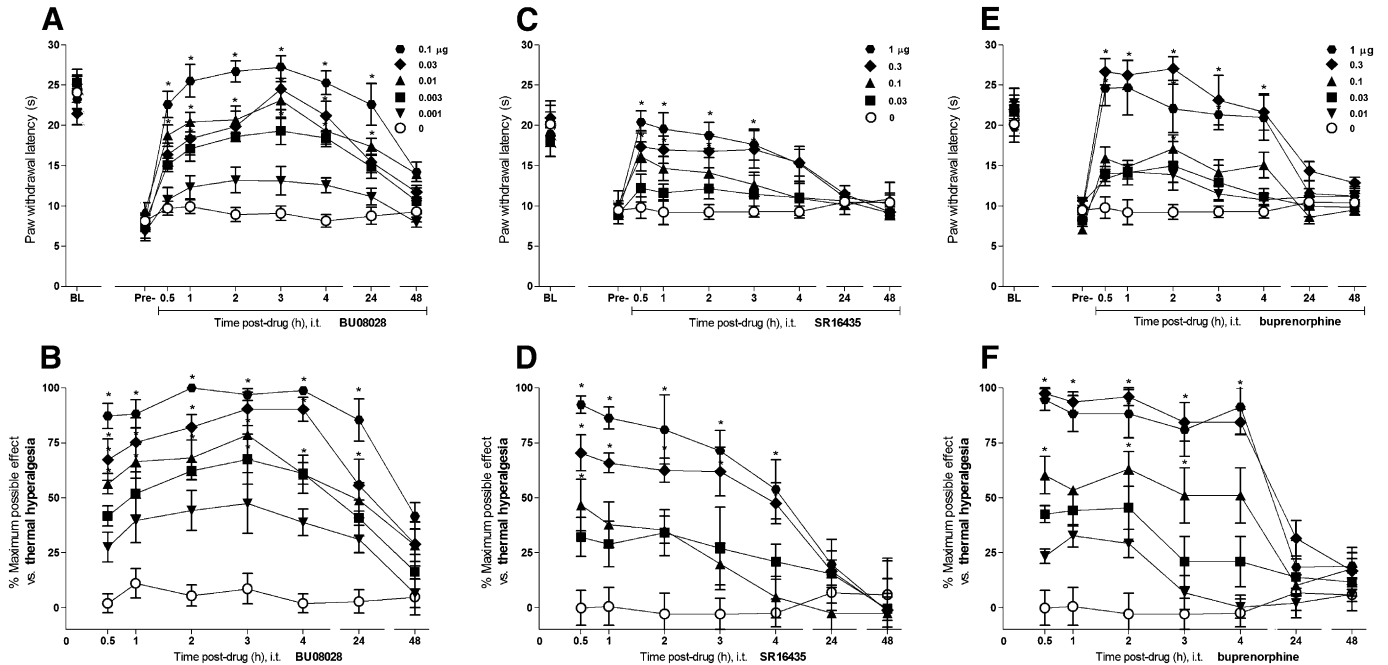 A
Paw withdrawal latency (s)
30
25
20
15
10
5
0
* * * * * *
0.1 µg
0.03
0.01
0.003
0.001
0
BL Pre- 0.5 1 2 3 4 24 48
Time post-drug (h), i.t. BU08028
C
Paw withdrawal latency (s)
30
25
20
15
10
5
0
* * * *
1 µg
0.3
0.1
0.03
0
BL Pre- 0.5 1 2 3 4 24 48
Time post-drug (h), i.t. SR16435
E
Paw withdrawal latency (s)
30
25
20
15
10
5
0
* * * * *
1 µg
0.3
0.1
0.03
0.01
0
BL Pre- 0.5 1 2 3 4 24 48
Time post-drug (h), i.t. buprenorphine
B
% Maximum possible effect
vs. thermal hyperalgesia
100
75
50
25
0
* * * * * *
0 0.5 1 2 3 4 24 48
Time post-drug (h), i.t. BU08028
D
% Maximum possible effect
vs. thermal hyperalgesia
100
75
50
25
0
* * * * *
0 0.5 1 2 3 4 24 48
Time post-drug (h), i.t. SR16435
F
% Maximum possible effect
vs. thermal hyperalgesia
100
75
50
25
0
* * * * *
0 0.5 1 2 3 4 24 48
Time post-drug (h), i.t. buprenorphine